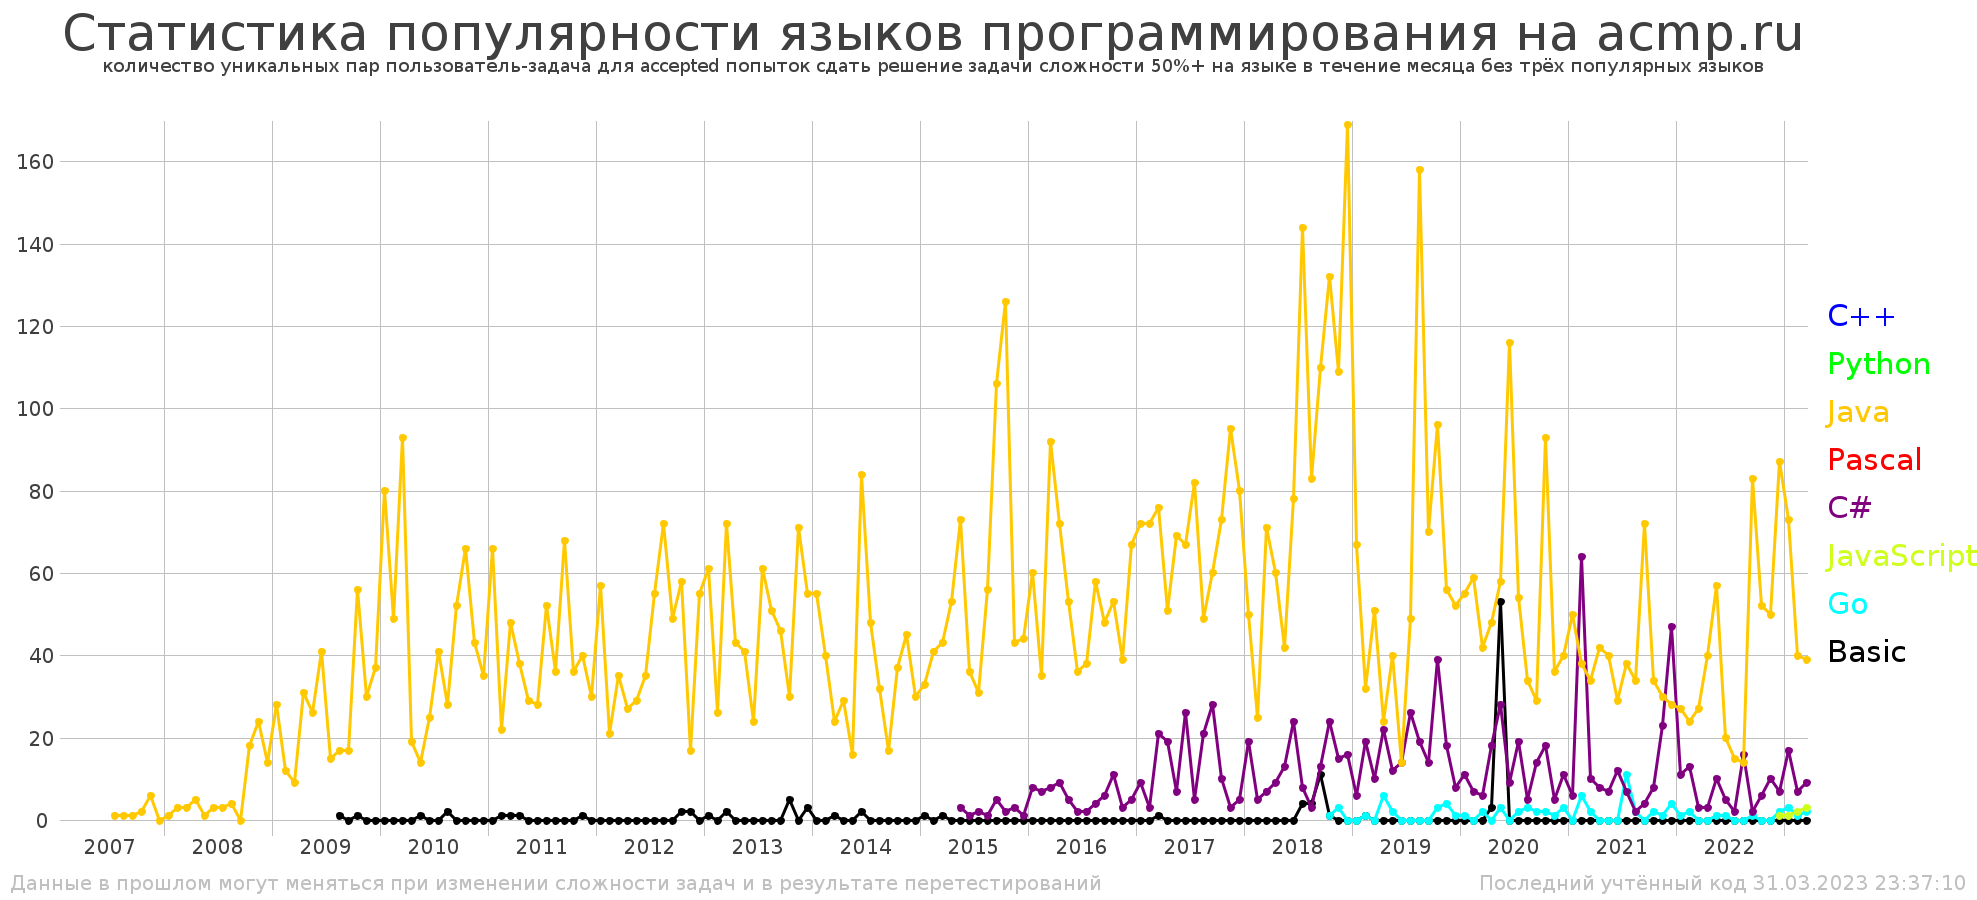 Статистика популярности языков программирования на acmp.ru
количество уникальных пар пользователь-задача для accepted попыток сдать решение задачи сложности 50%+ на языке в течение месяца без трёх популярных языков
160
140
120
100
80
60
40
20
0
C++
Python
Java
Pascal
C#
JavaScript
Go
Basic
2007 2008 2009 2010 2011 2012 2013 2014 2015 2016 2017 2018 2019 2020 2021 2022
Данные в прошлом могут меняться при изменении сложности задач и в результате перетестирований
Последний учтённый код 31.03.2023 23:37:10